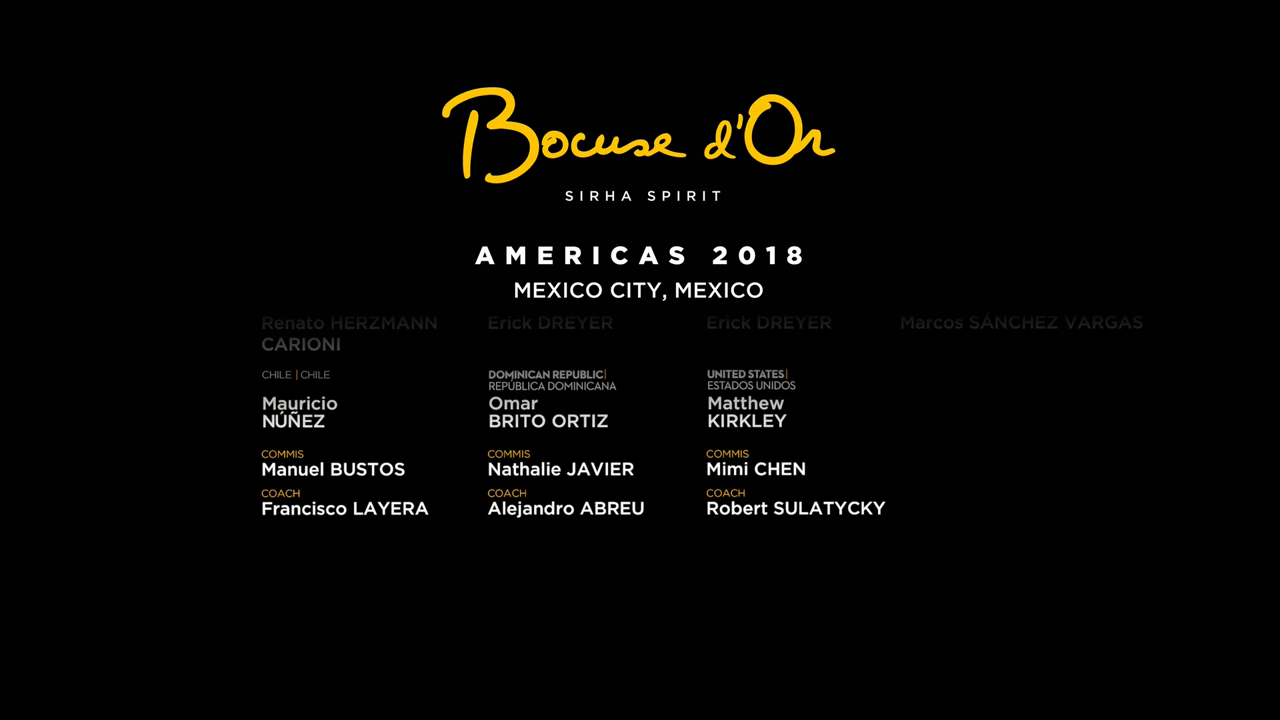 Bocuse d'Or
SIRHA SPIRIT
AMERICAS 2018
MEXICO CITY, MEXICO
Renato HERZMANN
CARIONI
Erick DREYER
Erick DREYER
Marcos SÁNCHEZ VARGAS
CHILE | CHILE
Mauricio
NÚÑEZ
COMMIS
Manuel BUSTOS
COACH
Francisco LAYERA
DOMINICAN REPUBLIC|
REPÚBLICA DOMINICANA
Omar
BRITO ORTIZ
COMMIS
Nathalie JAVIER
COACH
Alejandro ABREU
UNITED STATES|
ESTADOS UNIDOS
Matthew
KIRKLEY
COMMIS
Mimi CHEN
COACH
Robert SULATYCKY